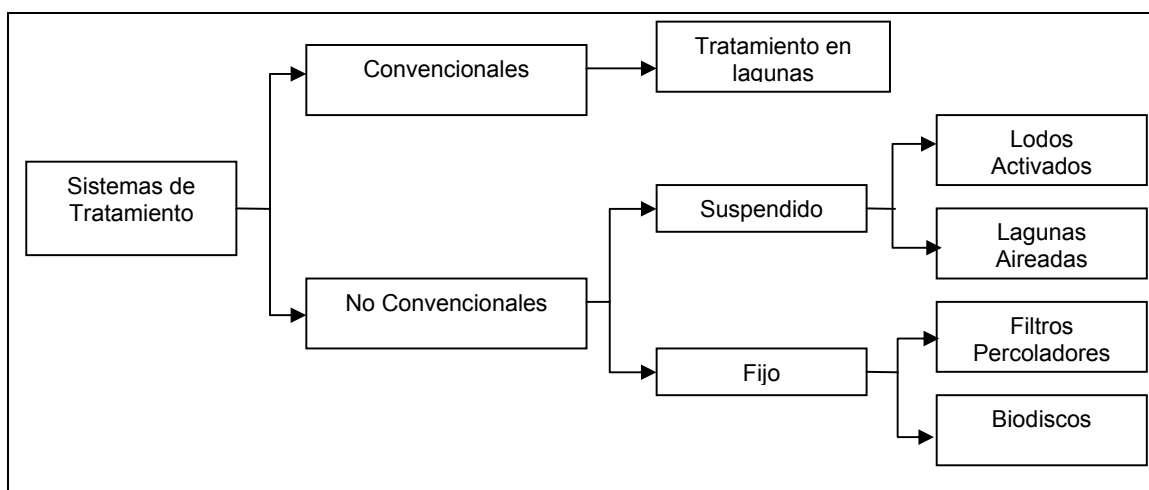 Tratamiento en
lagunas
Convencionales
Lodos
Activados
Sistemas de
Tratamiento
Suspendido
Lagunas
Aireadas
No Convencionales
Filtros
Percoladores
Fijo
Biodiscos